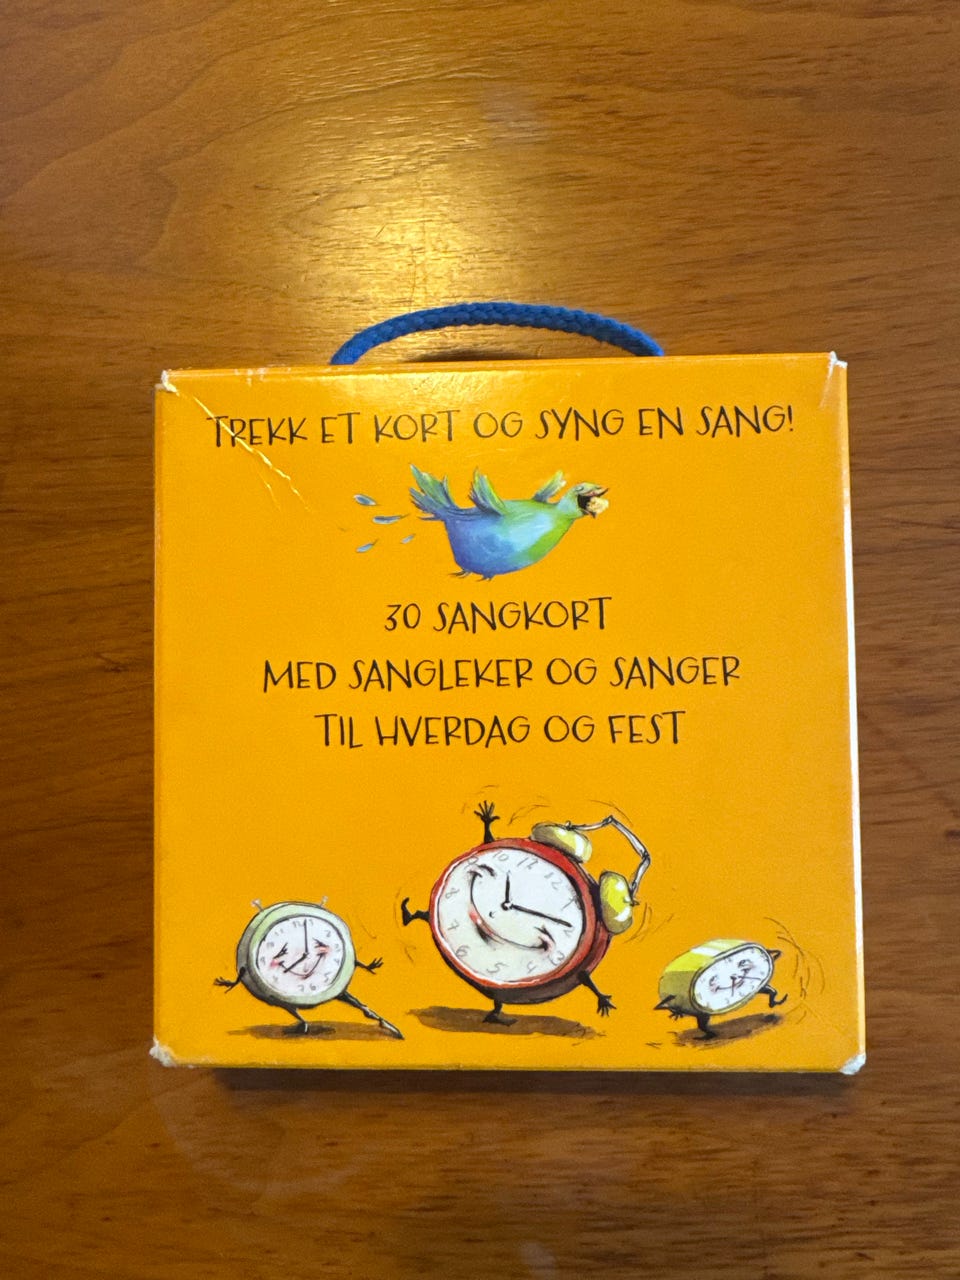 TREKK ET KORT OG SYNG EN SANG!
30 SANGKORT
MED SANGLEKER OG SANGER
TIL HVERDAG OG FEST